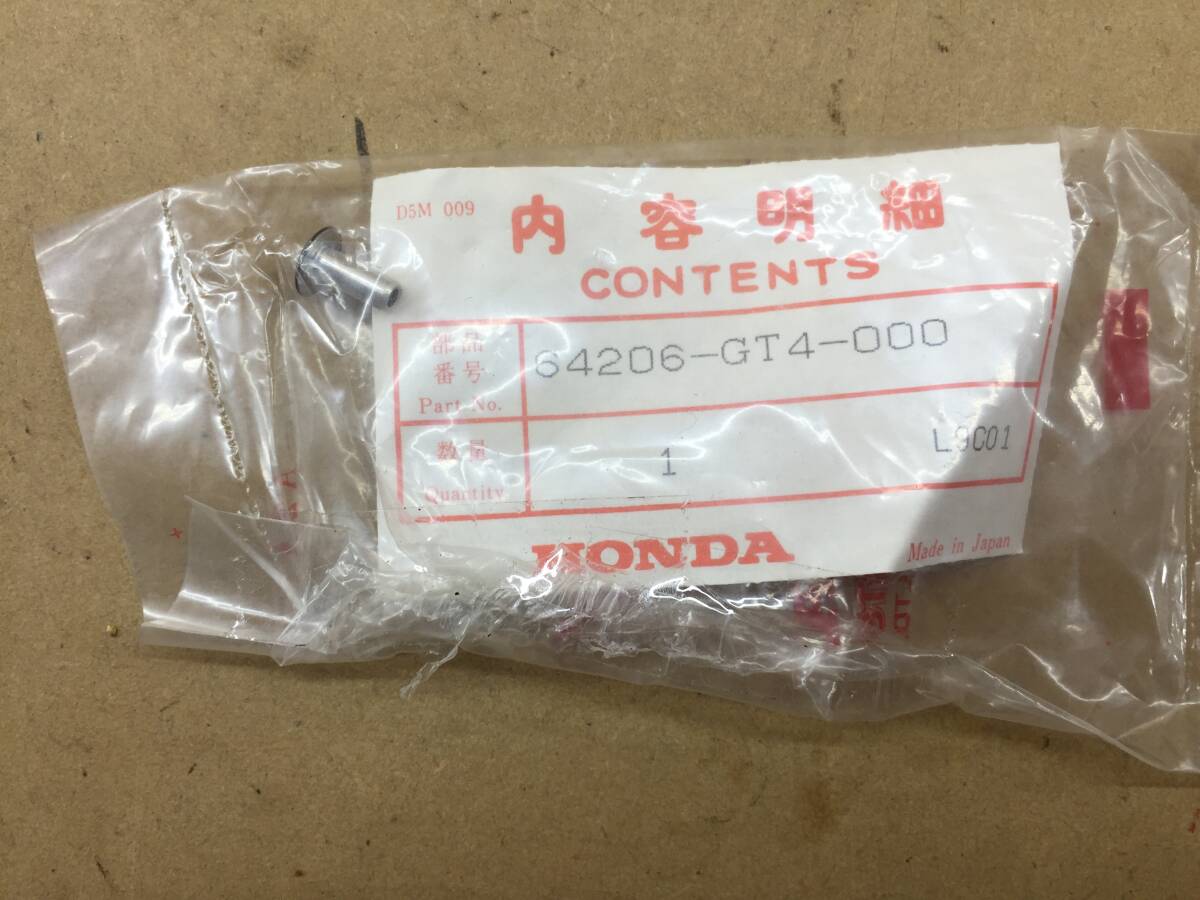 D5M 009
内容明細
CONTENTS
部品
番号
Part No.
64206-GT4-000
数量
Quantity
1
L9C01
HONDA
Made in Japan